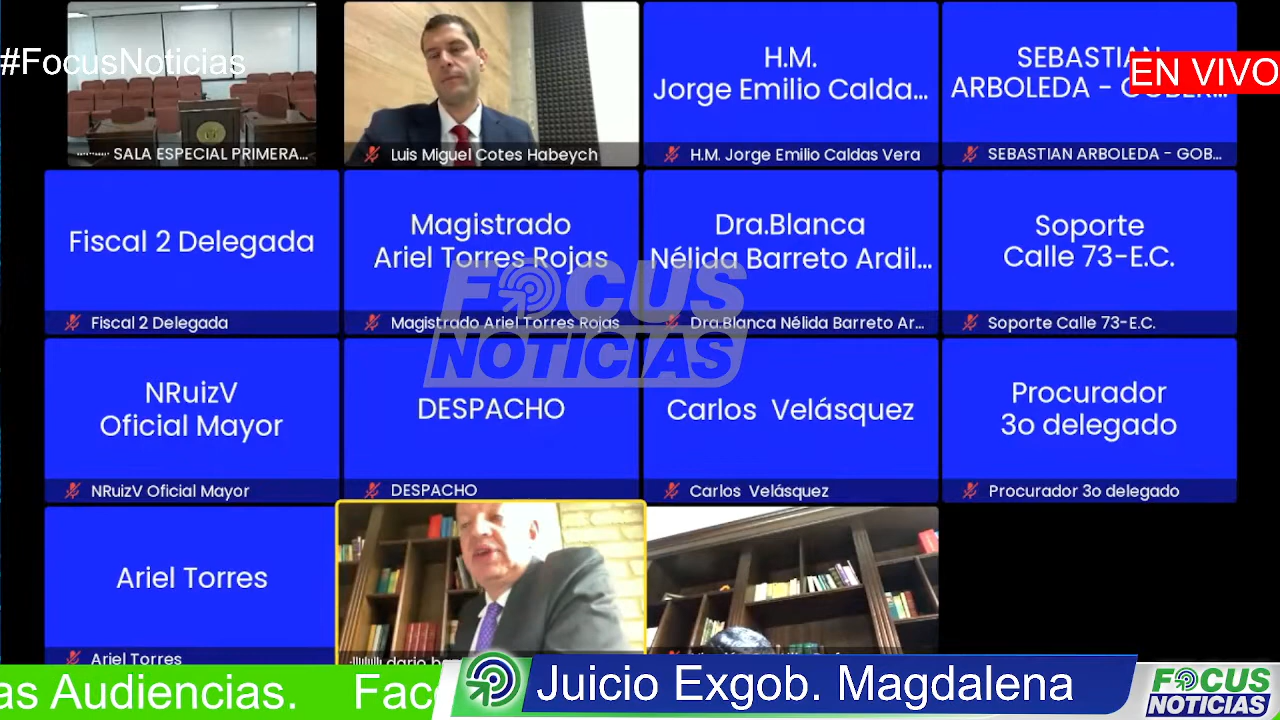 #FocusNoticias
EN VIVO
SALA ESPECIAL PRIMERA...
Luis Miguel Cotes Habeych
H.M.
Jorge Emilio Calda...
H.M. Jorge Emilio Caldas Vera
SEBASTIAN
ARBOLEDA -
SEBASTIAN ARBOLEDA - GOB...
Fiscal 2 Delegada
Fiscal 2 Delegada
Magistrado
Ariel Torres Rojas
Magistrado Ariel Torres Rojas
Dra.Blanca
Nélida Barreto Ardil...
Dra.Blanca Nélida Barreto Ar...
Soporte
Calle 73-E.C.
Soporte Calle 73-E.C.
FOCUS
NOTICIAS
NRuizV
Oficial Mayor
NRuizV Oficial Mayor
DESPACHO
DESPACHO
Carlos Velásquez
Carlos Velásquez
Procurador
3o delegado
Procurador 3o delegado
Ariel Torres
Ariel Torres
dario
as Audiencias. Fac
Juicio Exgob. Magdalena
FOCUS
NOTICIAS